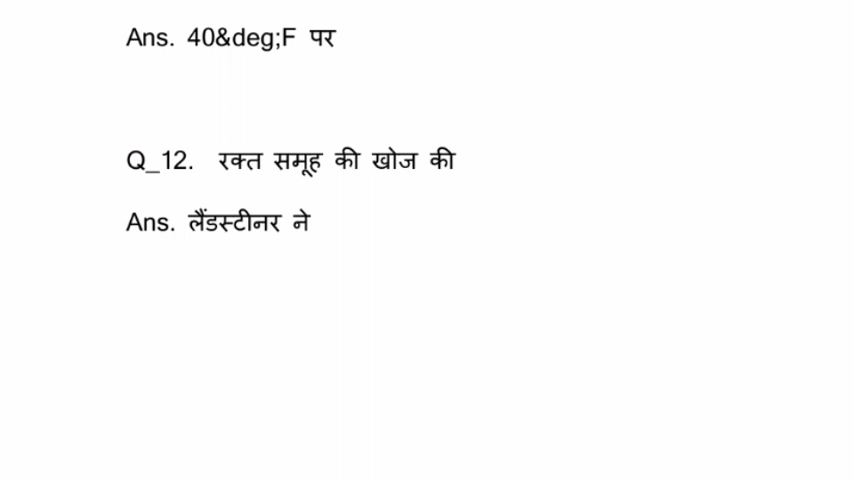 Ans. 40&deg;F पर
Q_12. रक्त समूह की खोज की
Ans. लैंडस्टीनर ने